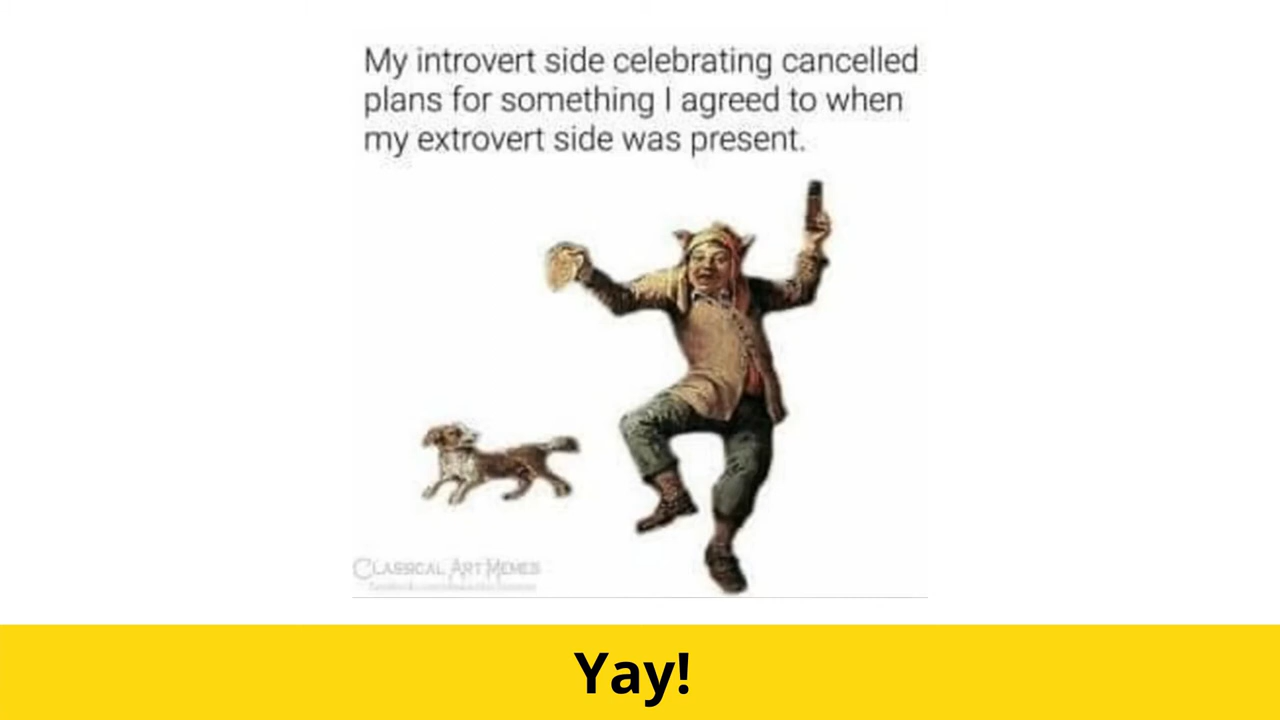 My introvert side celebrating cancelled
plans for something I agreed to when
my extrovert side was present.
CLASSICAL ART MEMES
Yay!